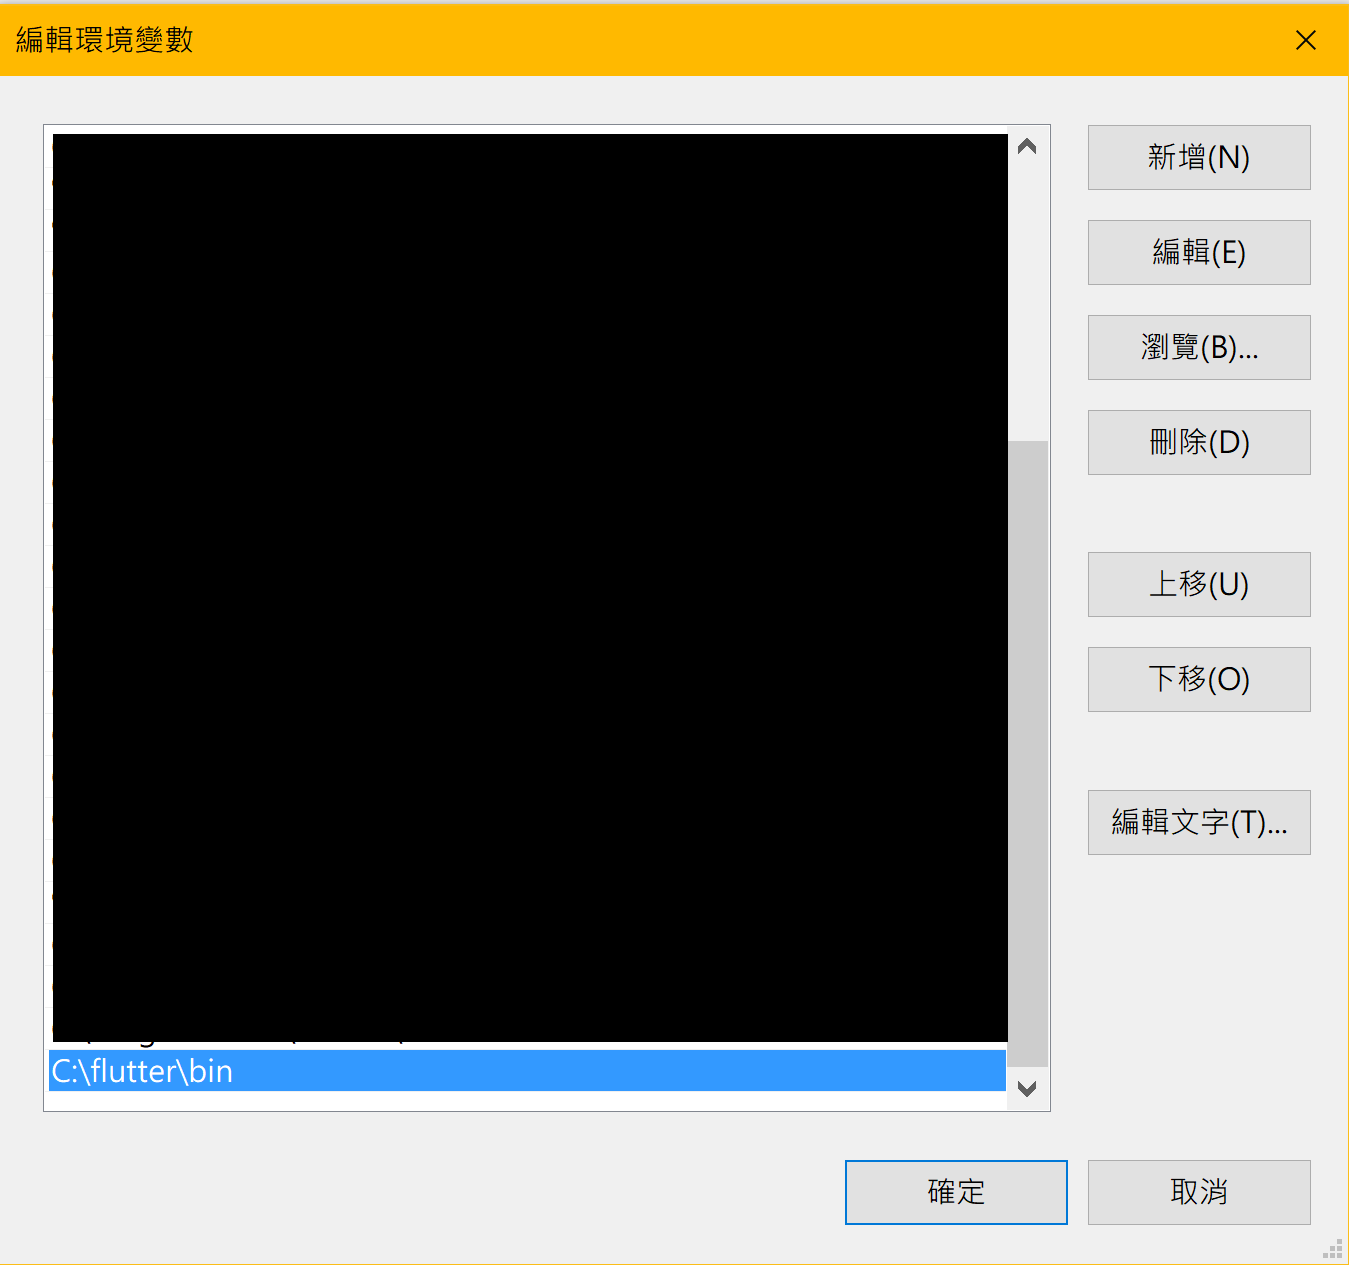 編輯環境變數
新增(N)
編輯(E)
瀏覽(B)...
刪除(D)
上移(U)
下移(O)
編輯文字(T)...
C:\flutter\bin
確定
取消